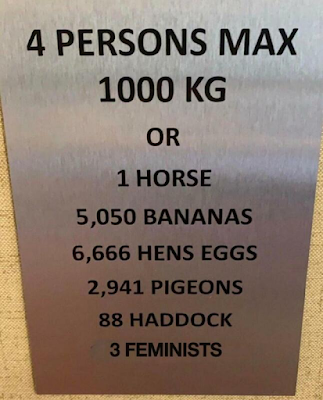 4 PERSONS MAX
1000 KG
OR
1 HORSE
5,050 BANANAS
6,666 HENS EGGS
2,941 PIGEONS
88 HADDOCK
3 FEMINISTS